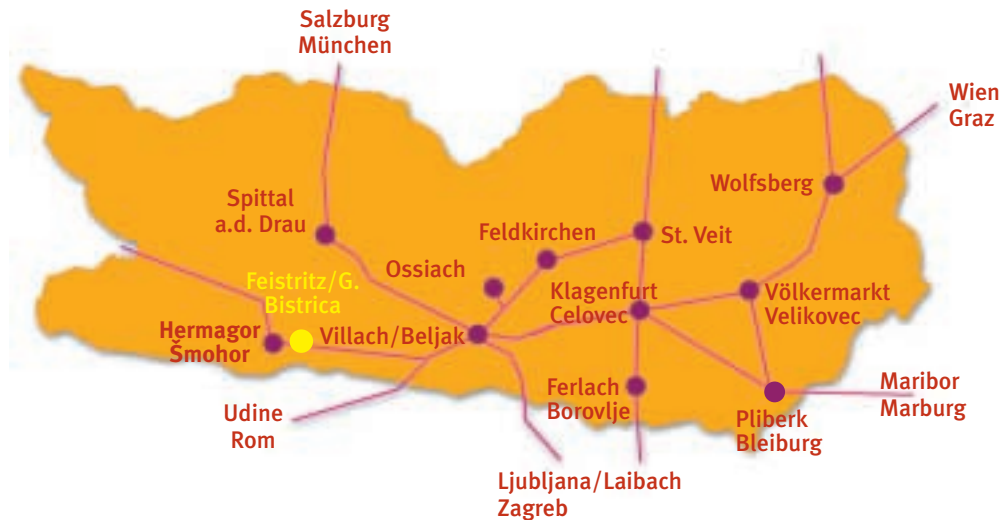 Salzburg
München
Wien
Graz
Wolfsberg
Spittal
a.d. Drau
Feldkirchen
St. Veit
Ossiach
Feistritz/G.
Bistrica
Klagenfurt
Celovec
Völkermarkt
Velikovec
Hermagor
Šmohor
Villach/Beljak
Ferlach
Borovlje
Maribor
Marburg
Udine
Rom
Pliberk
Bleiburg
Ljubljana/Laibach
Zagreb